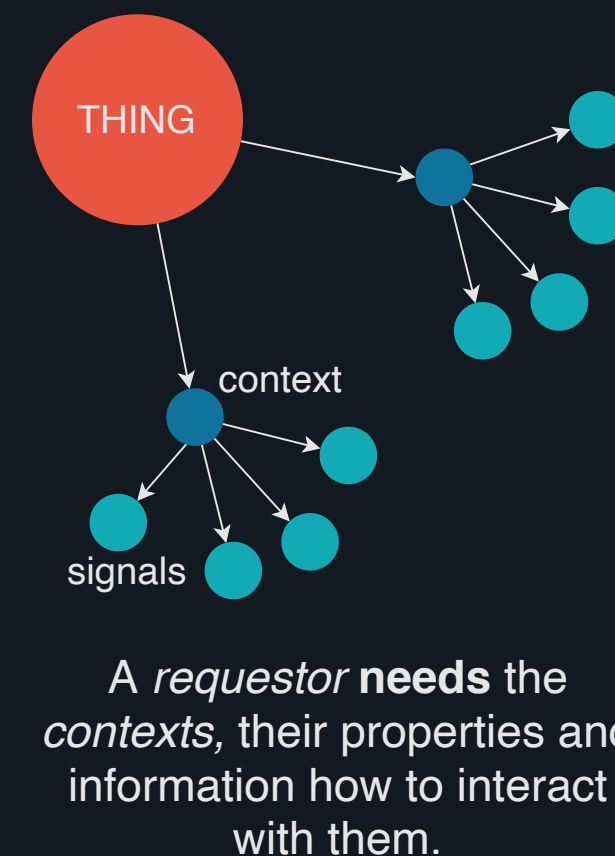 THING
context
signals
A requestor needs the
contexts, their properties and
information how to interact
with them.